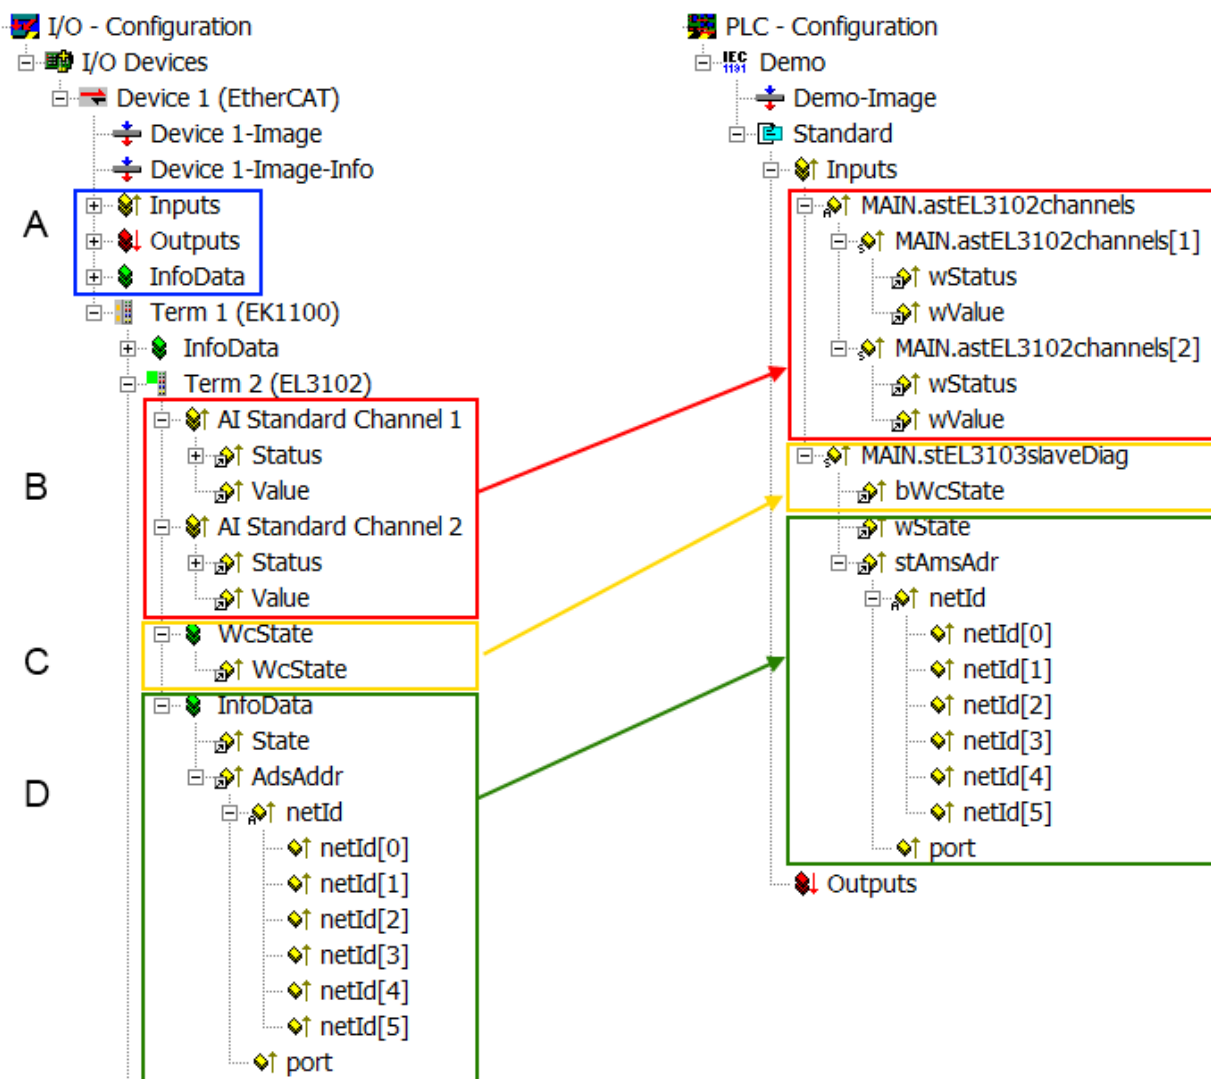 I/O - Configuration
I/O Devices
Device 1 (EtherCAT)
Device 1-Image
Device 1-Image-Info
A
Inputs
Outputs
InfoData
Term 1 (EK1100)
InfoData
Term 2 (EL3102)
B
AI Standard Channel 1
Status
Value
AI Standard Channel 2
Status
Value
C
WcState
WcState
D
InfoData
State
AdsAddr
netId
netId[0]
netId[1]
netId[2]
netId[3]
netId[4]
netId[5]
port
PLC - Configuration
IEC
1131
Demo
Demo-Image
Standard
Inputs
MAIN.astEL3102channels
MAIN.astEL3102channels[1]
wStatus
wValue
MAIN.astEL3102channels[2]
wStatus
wValue
MAIN.stEL3103slaveDiag
bWcState
wState
stAmsAdr
netId
netId[0]
netId[1]
netId[2]
netId[3]
netId[4]
netId[5]
port
Outputs